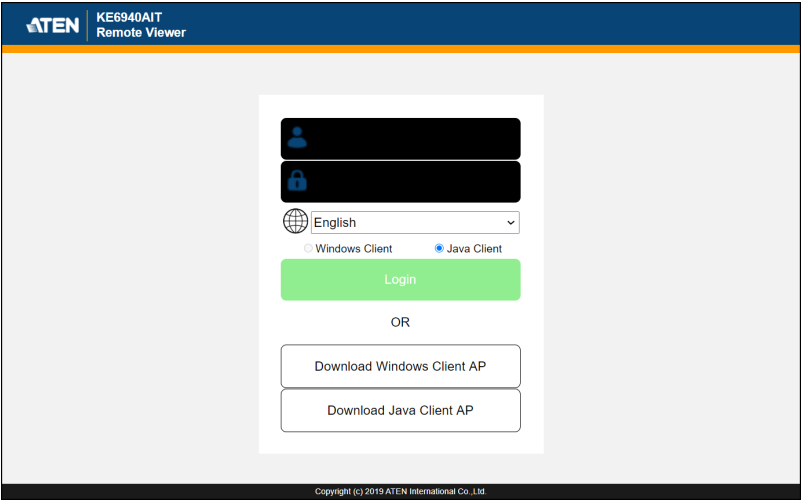 ATEN
KE6940AIT
Remote Viewer
English
Windows Client Java Client
Login
OR
Download Windows Client AP
Download Java Client AP
Copyright (c) 2019 ATEN International Co.,Ltd.